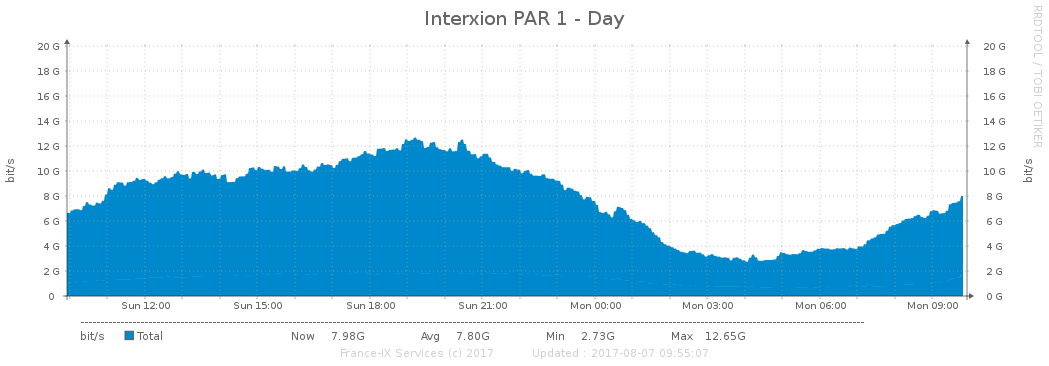 Interxion PAR 1 - Day
RRDTOOL / TOBI OETIKER
bit/s
20 G 20 G
18 G 18 G
16 G 16 G
14 G 14 G
12 G 12 G
10 G 10 G
8 G 8 G
6 G 6 G
4 G 4 G
2 G 2 G
0 0 G
bit/s
Sun 12:00 Sun 15:00 Sun 18:00 Sun 21:00 Mon 00:00 Mon 03:00 Mon 06:00 Mon 09:00
bit/s Total Now 7.98G Avg 7.80G Min 2.73G Max 12.65G
France-IX Services (c) 2017 Updated : 2017-08-07 09:55:07